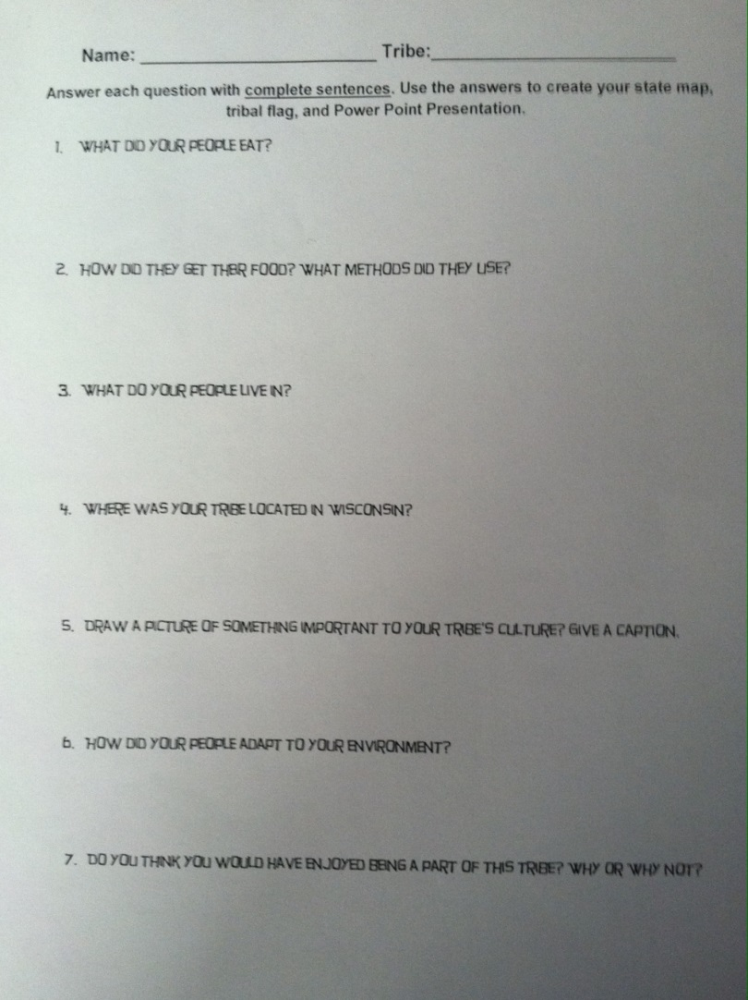 Name: ____________________ Tribe:____________________
Answer each question with complete sentences. Use the answers to create your state map,
tribal flag, and Power Point Presentation.
1. WHAT DID YOUR PEOPLE EAT?
2. HOW DID THEY GET THEIR FOOD? WHAT METHODS DID THEY USE?
3. WHAT DO YOUR PEOPLE LIVE IN?
4. WHERE WAS YOUR TRIBE LOCATED IN WISCONSIN?
5. DRAW A PICTURE OF SOMETHING IMPORTANT TO YOUR TRIBE'S CULTURE? GIVE A CAPTION.
6. HOW DID YOUR PEOPLE ADAPT TO YOUR ENVIRONMENT?
7. DO YOU THINK YOU WOULD HAVE ENJOYED BEING A PART OF THIS TRIBE? WHY OR WHY NOT?